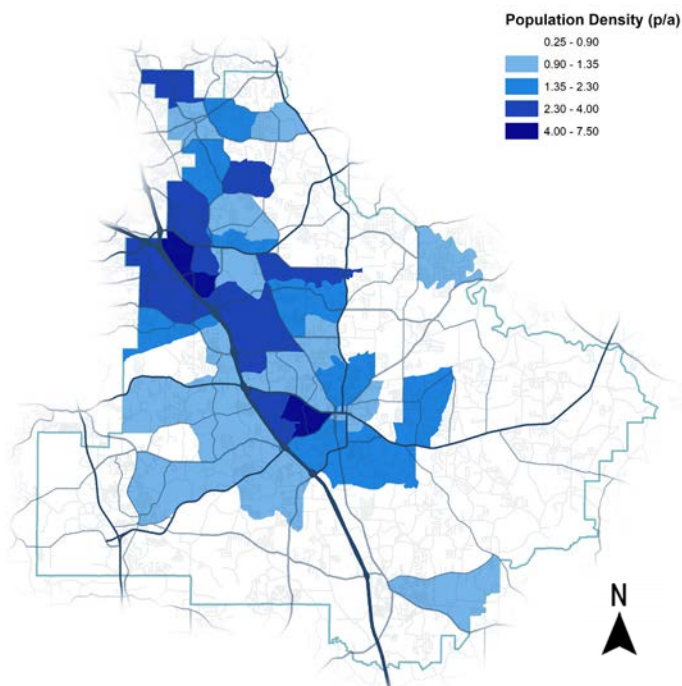 Population Density (p/a)
0.25 - 0.90
0.90 - 1.35
1.35 - 2.30
2.30 - 4.00
4.00 - 7.50
N